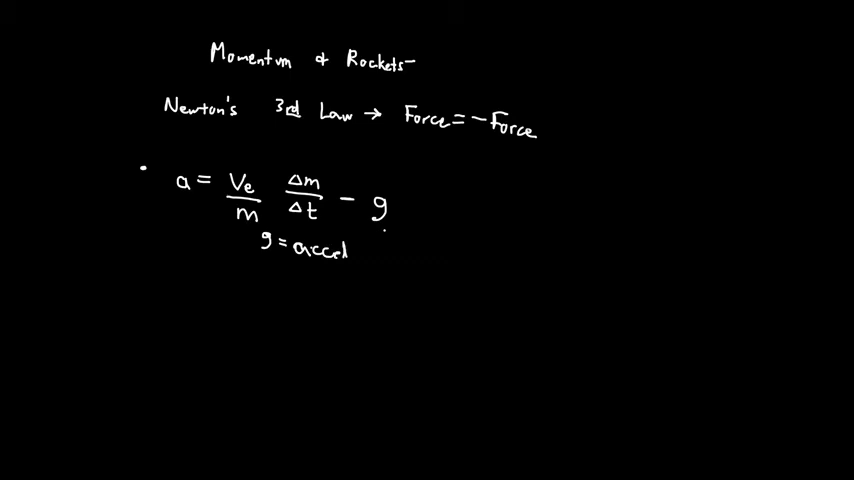 Momentum & Rockets-
Newton's 3rd Law → Force = -Force
a = Ve/m Δm/Δt - g
g = accel